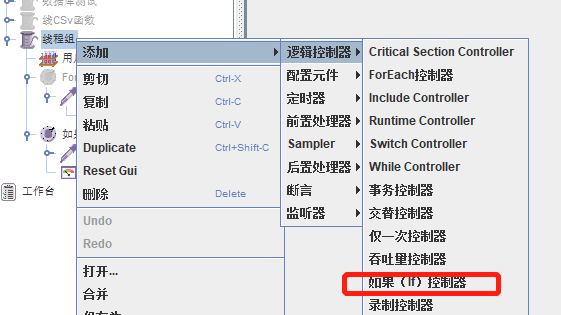 数据库测试
线CSv函数
线程组
用
For
如果
工作台
添加
剪切 Ctrl-X
复制 Ctrl-C
粘贴 Ctrl-V
Duplicate Ctrl+Shift-C
Reset Gui
删除 Delete
Undo
Redo
打开...
合并
逻辑控制器
配置元件
定时器
前置处理器
Sampler
后置处理器
断言
监听器
Critical Section Controller
ForEach控制器
Include Controller
Runtime Controller
Switch Controller
While Controller
事务控制器
交替控制器
仅一次控制器
吞吐量控制器
如果（If）控制器
录制控制器